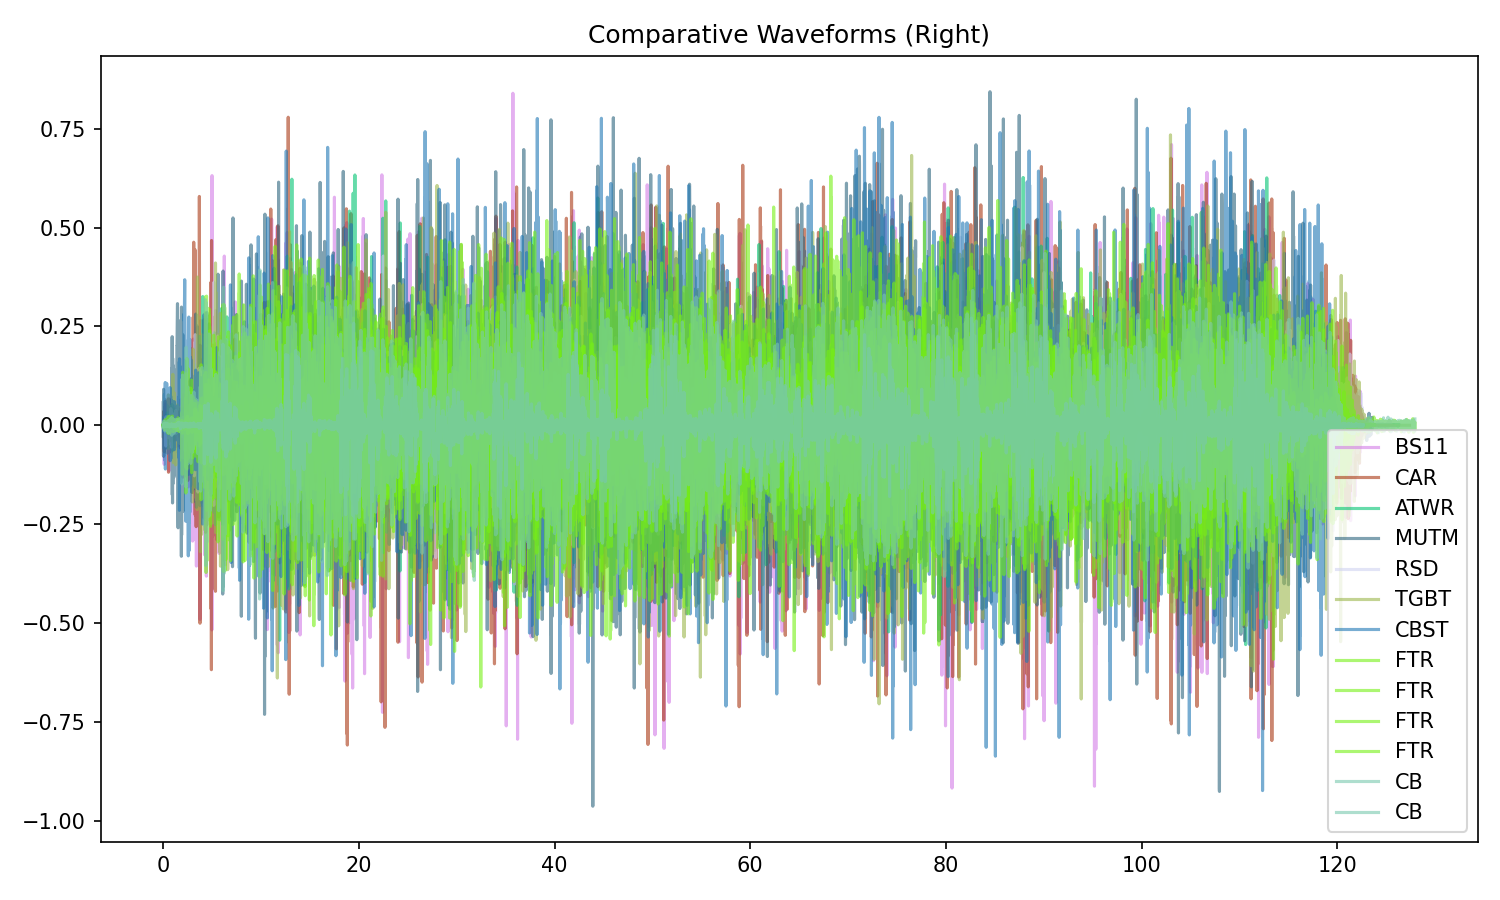 Comparative Waveforms (Right)
0.75
0.50
0.25
0.00
−0.25
−0.50
−0.75
−1.00
0 20 40 60 80 100 120
BS11
CAR
ATWR
MUTM
RSD
TGBT
CBST
FTR
FTR
FTR
FTR
CB
CB